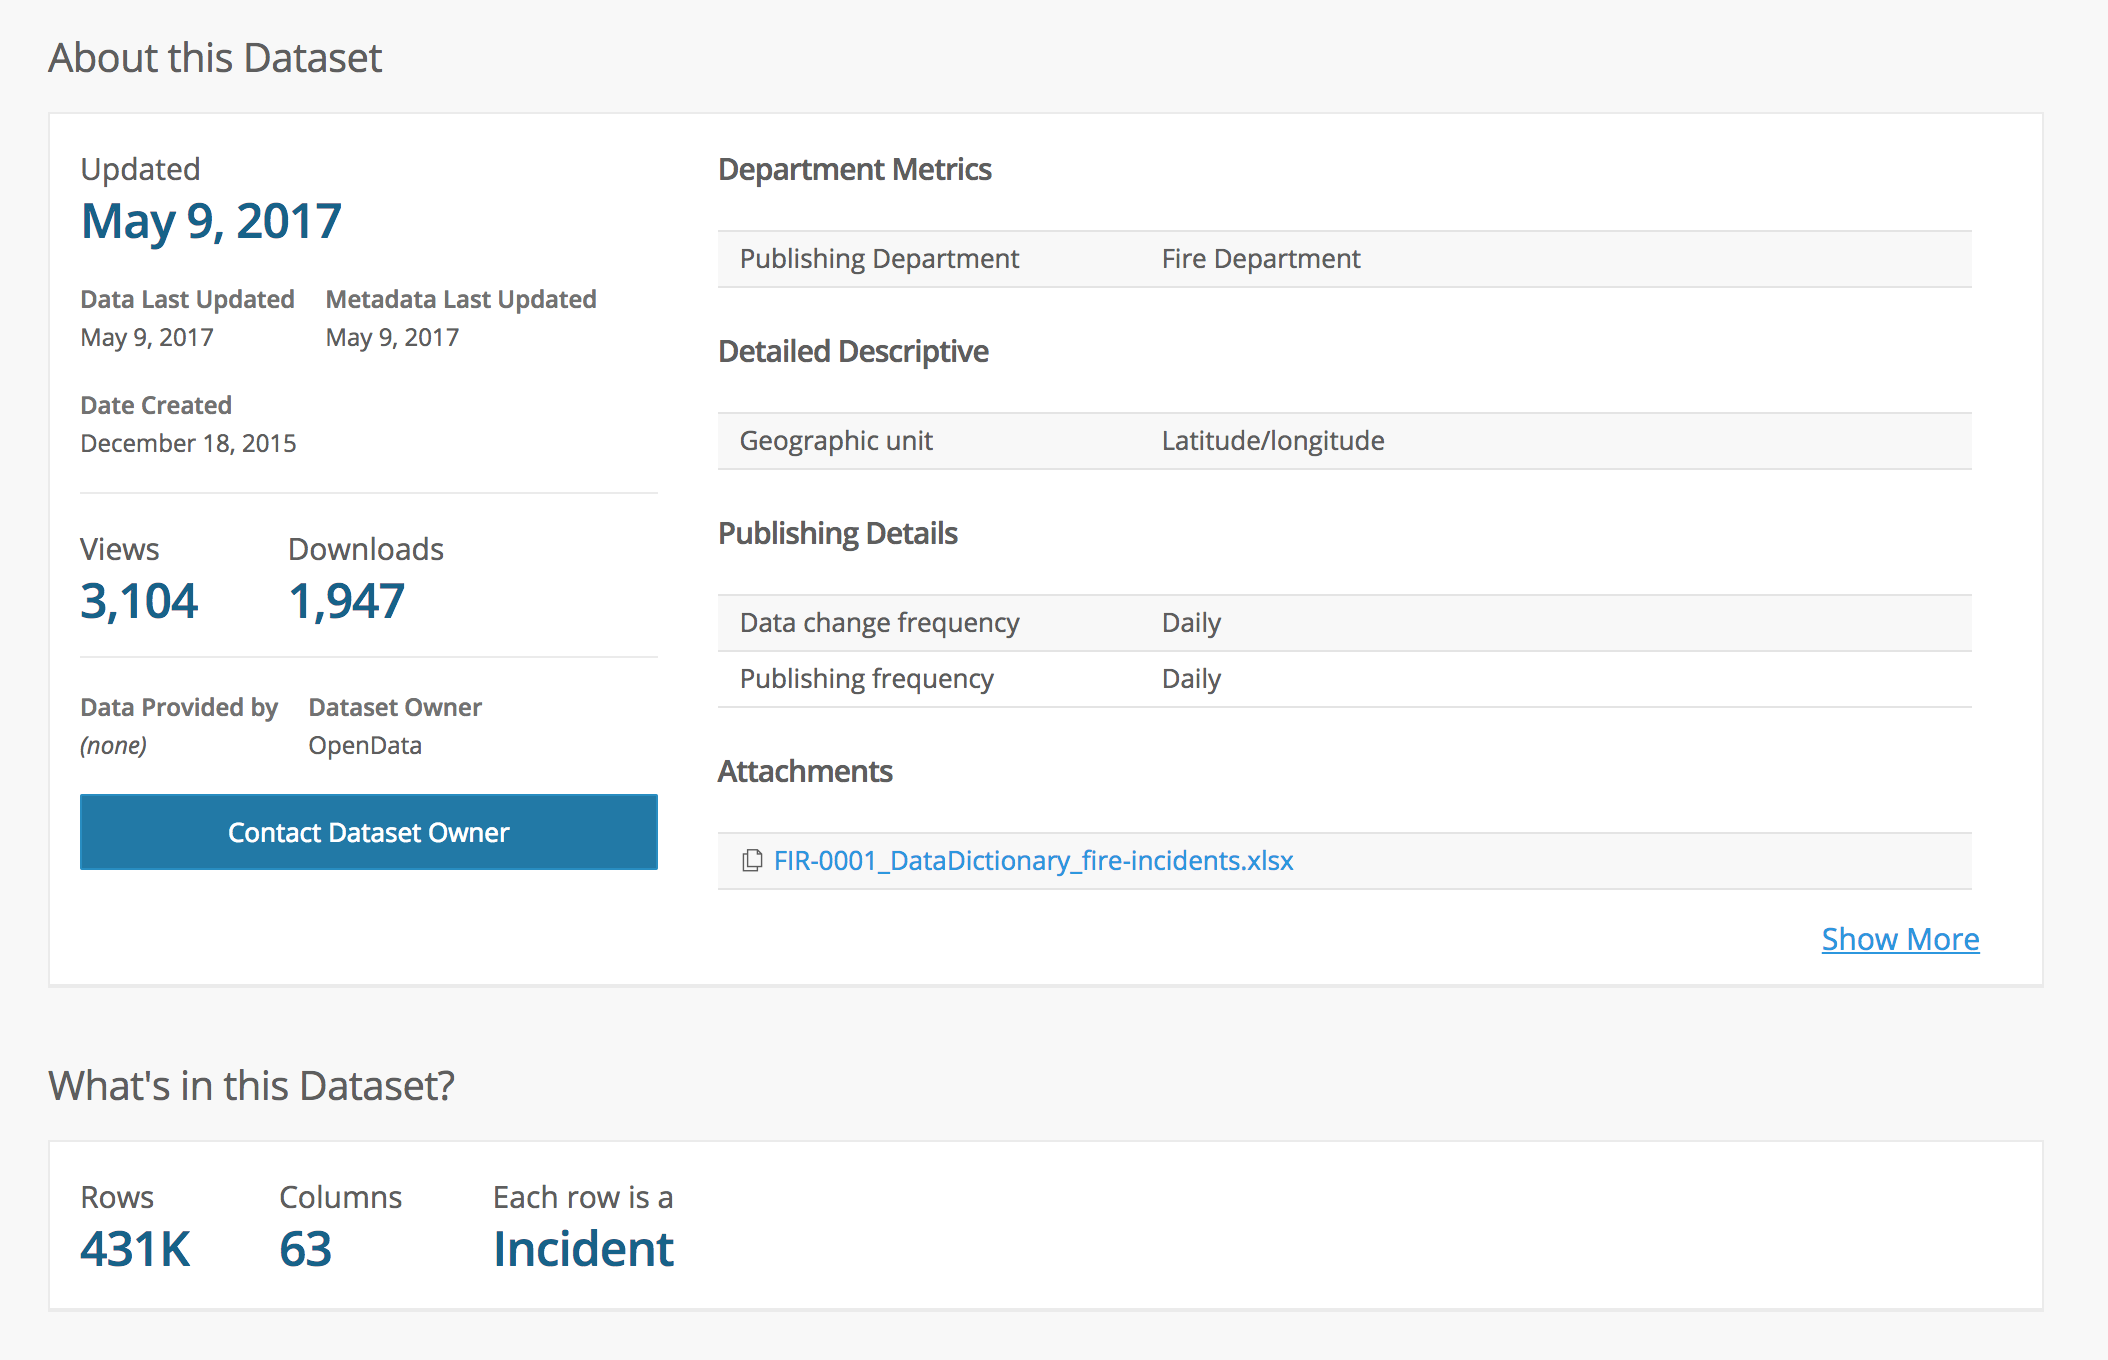 About this Dataset
Updated
May 9, 2017
Data Last Updated
May 9, 2017
Metadata Last Updated
May 9, 2017
Date Created
December 18, 2015
Views
3,104
Downloads
1,947
Data Provided by
(none)
Dataset Owner
OpenData
Contact Dataset Owner
Department Metrics
Publishing Department Fire Department
Detailed Descriptive
Geographic unit Latitude/longitude
Publishing Details
Data change frequency Daily
Publishing frequency Daily
Attachments
FIR-0001_DataDictionary_fire-incidents.xlsx
Show More
What's in this Dataset?
Rows
431K
Columns
63
Each row is a
Incident